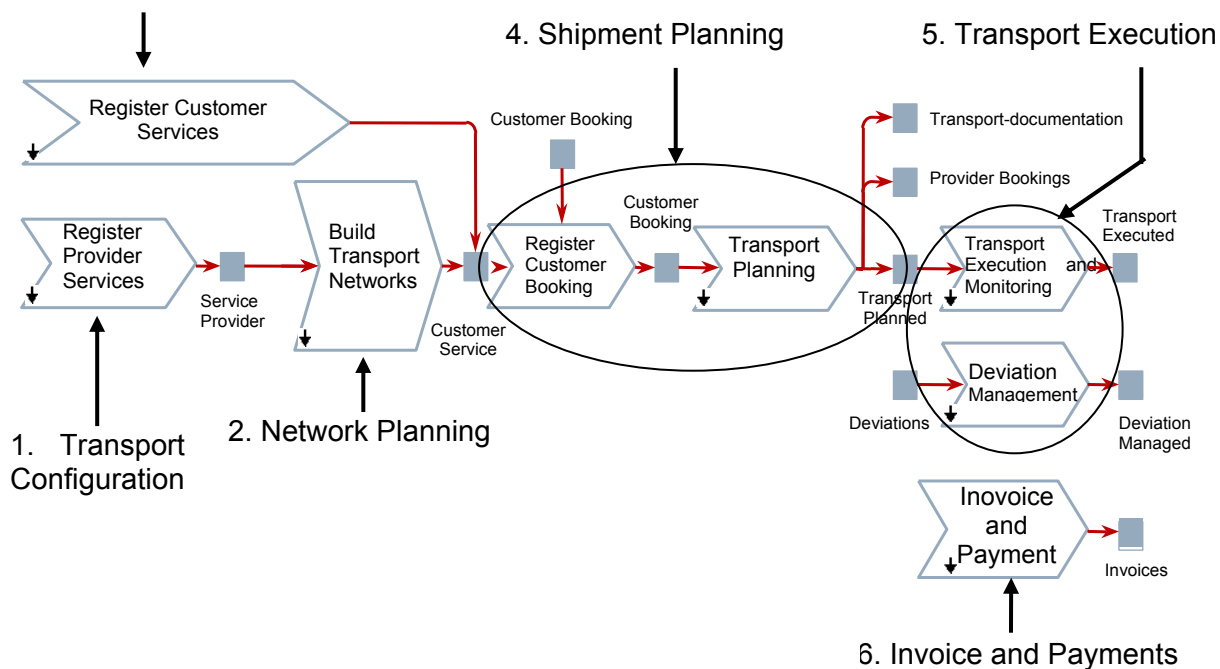 4. Shipment Planning
5. Transport Execution
Register Customer
Services
Customer Booking
Transport-documentation
Provider Bookings
Register
Provider
Services
Service
Provider
Build
Transport
Networks
Customer
Service
Register
Customer
Booking
Customer
Booking
Transport
Planning
Transport
Planned
Transport
Execution and
Monitoring
Transport
Executed
Deviations
Deviation
Management
Deviation
Managed
1. Transport
Configuration
2. Network Planning
Inovoice
and
Payment
Invoices
6. Invoice and Payments